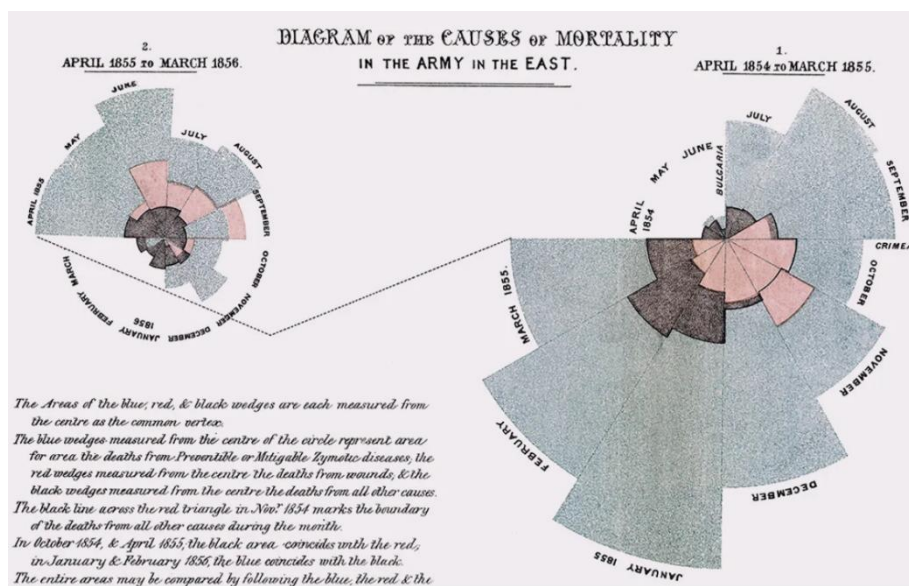 DIAGRAM OF THE CAUSES OF MORTALITY
IN THE ARMY IN THE EAST.
2.
APRIL 1855 TO MARCH 1856.
1.
APRIL 1854 TO MARCH 1855.
JUNE
MAY
JULY
AUGUST
APRIL 1855
SEPTEMBER
OCTOBER
NOVEMBER
DECEMBER
JANUARY
1856
FEBRUARY
MARCH
APRIL
1854
MAY
JUNE
BULGARIA
JULY
AUGUST
SEPTEMBER
CRIMEA
OCTOBER
NOVEMBER
DECEMBER
JANUARY
1855
FEBRUARY
MARCH 1855.
The Areas of the blue, red, & black wedges are each measured from
the centre as the common vertex.
The blue wedges measured from the centre of the circle represent area
for area the deaths from Preventible or Mitigable Zymotic diseases; the
red wedges measured from the centre the deaths from wounds; & the
black wedges measured from the centre the deaths from all other causes.
The black line across the red triangle in Nov.r 1854 marks the boundary
of the deaths from all other causes during the month.
In October 1854, & April 1855, the black area coincides with the red;
in January & February 1856, the blue coincides with the black.
The entire areas may be compared by following the blue, the red & the